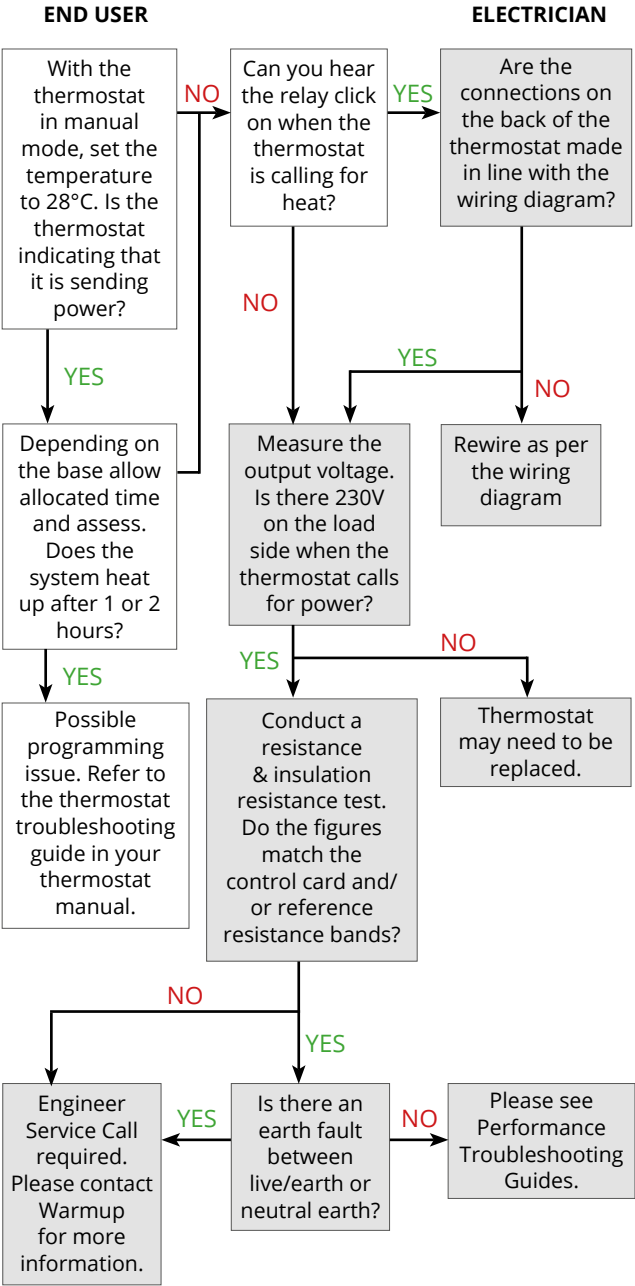 END USER
ELECTRICIAN
With the
thermostat
in manual
mode, set the
temperature
to 28°C. Is the
thermostat
indicating that
it is sending
power?
NO
Can you hear
the relay click
on when the
thermostat
is calling for
heat?
YES
Are the
connections on
the back of the
thermostat made
in line with the
wiring diagram?
YES
NO
YES
NO
Depending on
the base allow
allocated time
and assess.
Does the
system heat
up after 1 or 2
hours?
Measure the
output voltage.
Is there 230V
on the load
side when the
thermostat calls
for power?
Rewire as per
the wiring
diagram
YES
YES
NO
Possible
programming
issue. Refer to
the thermostat
troubleshooting
guide in your
thermostat
manual.
Conduct a
resistance
& insulation
resistance test.
Do the figures
match the
control card and/
or reference
resistance bands?
Thermostat
may need to be
replaced.
NO
YES
Engineer
Service Call
required.
Please contact
Warmup
for more
information.
YES
Is there an
earth fault
between
live/earth or
neutral earth?
NO
Please see
Performance
Troubleshooting
Guides.